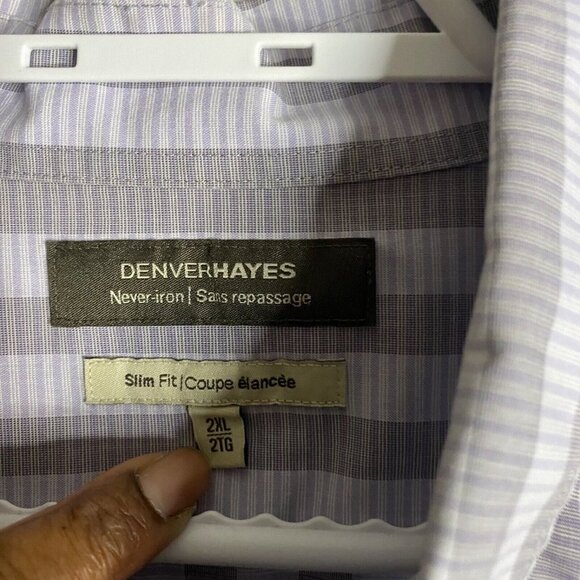 DENVERHAYES
Never-iron | Sans repassage
Slim Fit | Coupe élancée
2XL
2TG